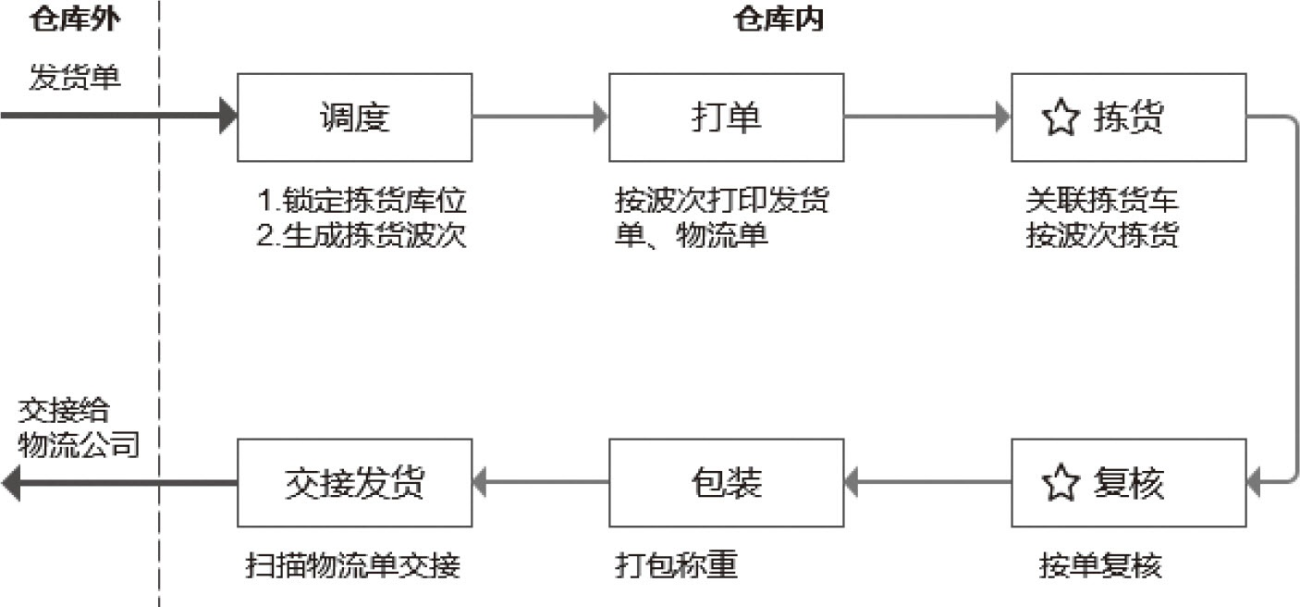 仓库外
仓库内
发货单
调度
打单
☆ 拣货
1.锁定拣货库位
2.生成拣货波次
按波次打印发货
单、物流单
关联拣货车
按波次拣货
交接给
物流公司
交接发货
包装
☆ 复核
扫描物流单交接
打包称重
按单复核